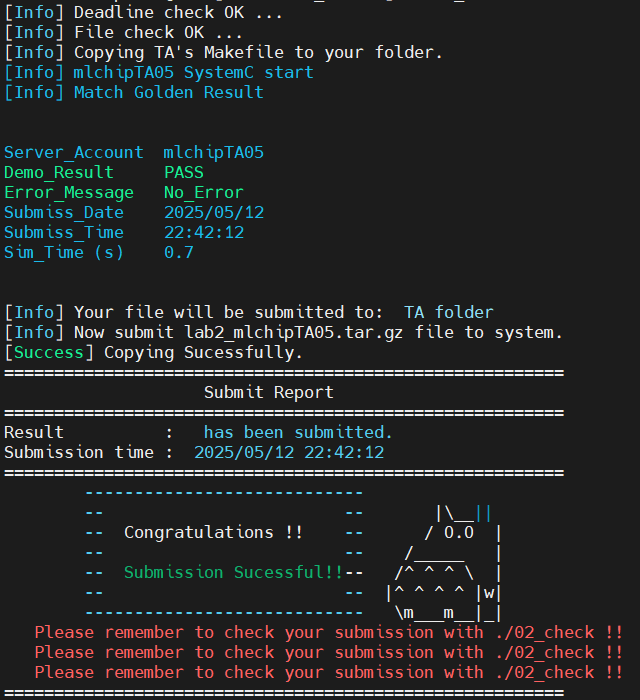 [Info] Deadline check OK ...
[Info] File check OK ...
[Info] Copying TA's Makefile to your folder.
[Info] mlchipTA05 SystemC start
[Info] Match Golden Result
Server_Account  mlchipTA05
Demo_Result     PASS
Error_Message   No_Error
Submiss_Date    2025/05/12
Submiss_Time    22:42:12
Sim_Time (s)    0.7
[Info] Your file will be submitted to:  TA folder
[Info] Now submit lab2_mlchipTA05.tar.gz file to system.
[Success] Copying Sucessfully.
========================================================
                    Submit Report
========================================================
Result          :   has been submitted.
Submission time :  2025/05/12 22:42:12
========================================================
        ----------------------------
        --                        --       |\__||
        --  Congratulations !!    --      / O.O  |
        --                        --    /_____   |
        --  Submission Sucessful!!--   /^ ^ ^ \  |
        --                        --  |^ ^ ^ ^ |w|
        ----------------------------   \m___m__|_|
   Please remember to check your submission with ./02_check !!
   Please remember to check your submission with ./02_check !!
   Please remember to check your submission with ./02_check !!
========================================================